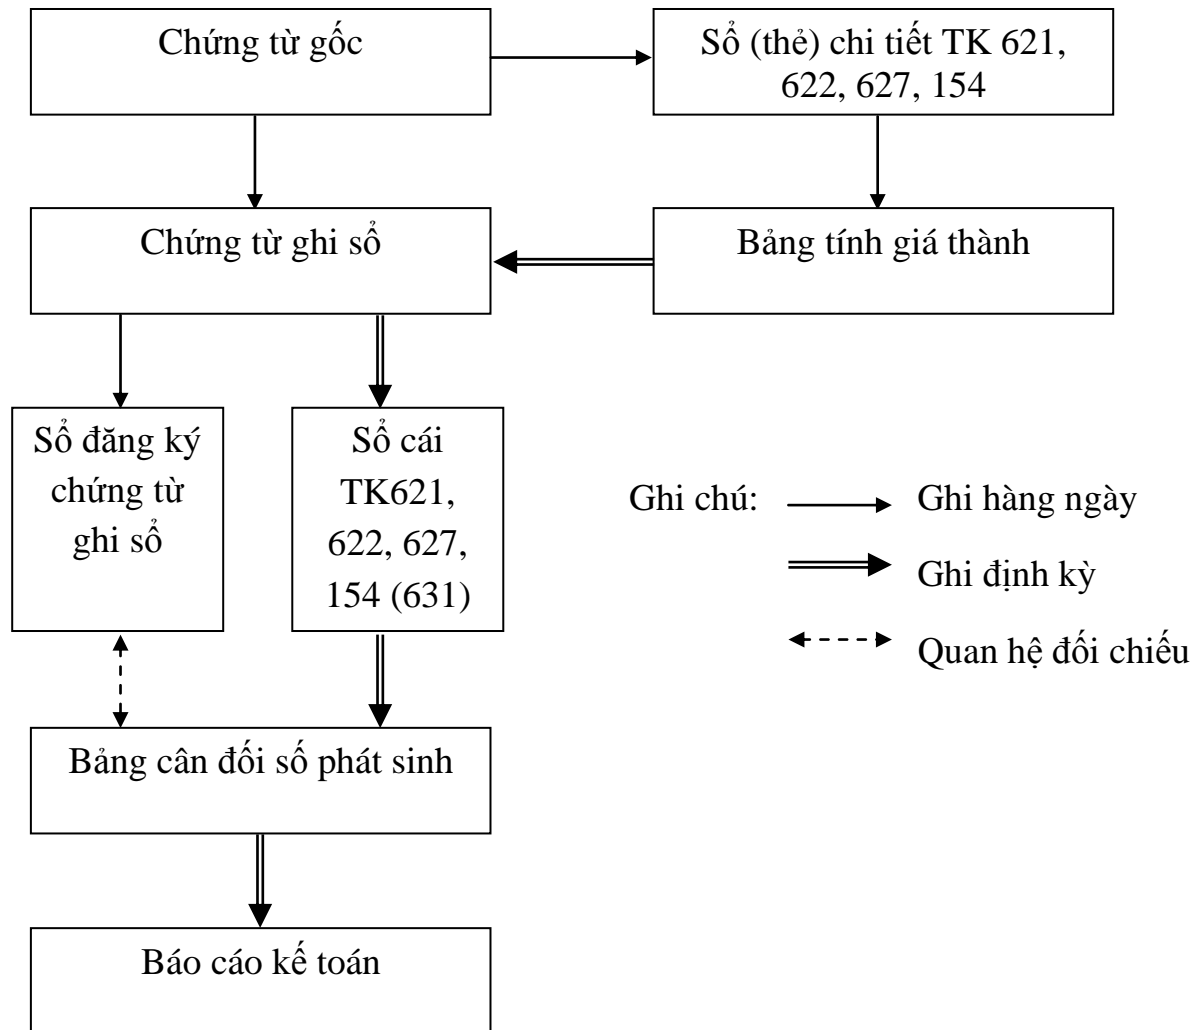 Chứng từ gốc
Sổ (thẻ) chi tiết TK 621,
622, 627, 154
Chứng từ ghi sổ
Bảng tính giá thành
Sổ đăng ký
chứng từ
ghi sổ
Sổ cái
TK621,
622, 627,
154 (631)
Ghi chú:
Ghi hàng ngày
Ghi định kỳ
Quan hệ đối chiếu
Bảng cân đối số phát sinh
Báo cáo kế toán